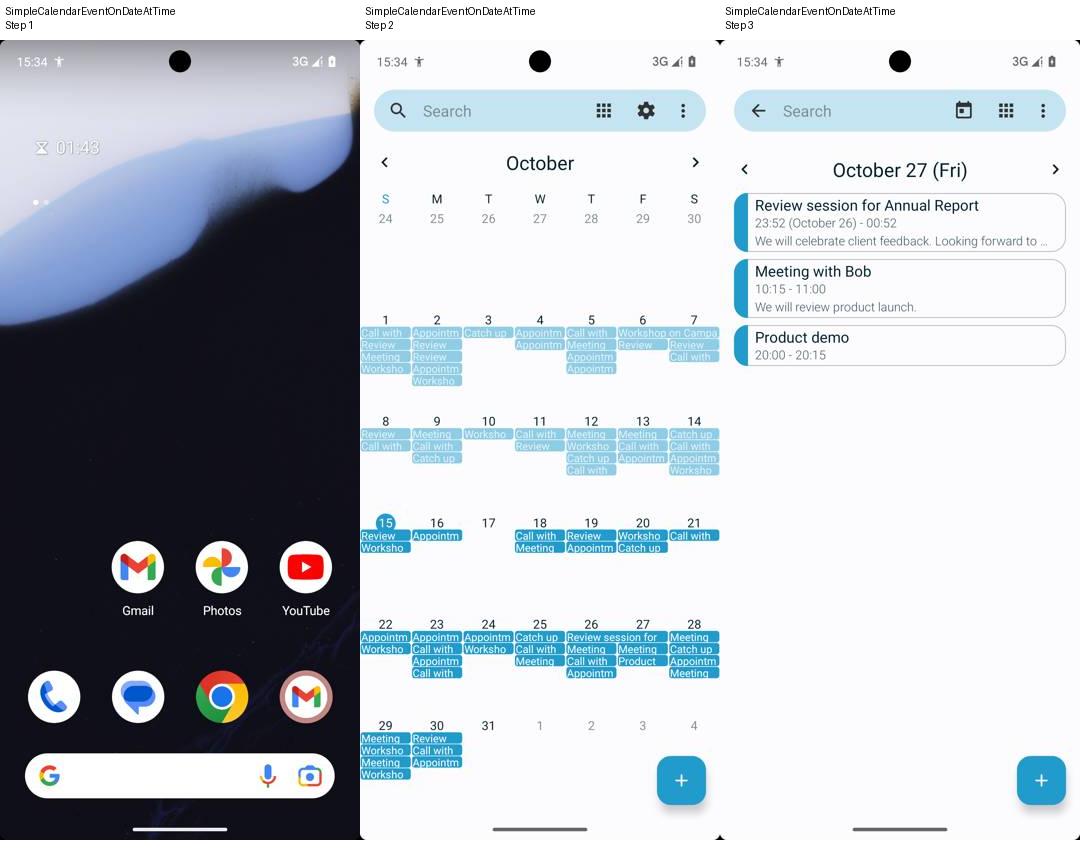 SimpleCalendarEventOnDateAtTime
Step 1
15:34
3G
01:43
Gmail
Photos
YouTube
SimpleCalendarEventOnDateAtTime
Step 2
15:34
3G
Search
October
S M T W T F S
24 25 26 27 28 29 30
1 2 3 4 5 6 7
Call with Appointm Catch up Appointm Call with Workshop on Campa
Review Review Appointm Meeting Review Review
Meeting Review Appointm Call with
Worksho Appointm Appointm
Worksho
8 9 10 11 12 13 14
Review Meeting Worksho Call with Meeting Meeting Catch up
Call with Call with Review Worksho Call with Call with
Catch up Catch up Appointm Appointm
Call with Worksho
15 16 17 18 19 20 21
Review Appointm Call with Review Worksho Call with
Worksho Meeting Appointm Catch up
22 23 24 25 26 27 28
Appointm Appointm Appointm Catch up Review session for Meeting
Worksho Call with Worksho Call with Meeting Meeting Catch up
Appointm Meeting Call with Product Appointm
Call with Appointm Meeting
29 30 31 1 2 3 4
Meeting Review
Worksho Call with
Meeting Appointm
Worksho
+
SimpleCalendarEventOnDateAtTime
Step 3
15:34
3G
Search
October 27 (Fri)
Review session for Annual Report
23:52 (October 26) - 00:52
We will celebrate client feedback. Looking forward to ...
Meeting with Bob
10:15 - 11:00
We will review product launch.
Product demo
20:00 - 20:15
+